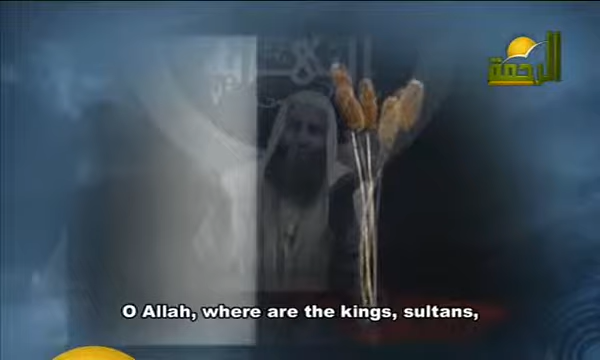 الرحمة
O Allah, where are the kings, sultans,